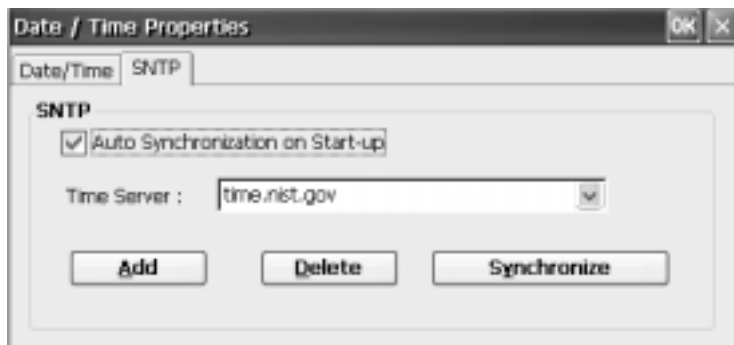 Date / Time Properties OK ×
Date/Time SNTP
SNTP
Auto Synchronization on Start-up
Time Server : time.nist.gov
Add Delete Synchronize